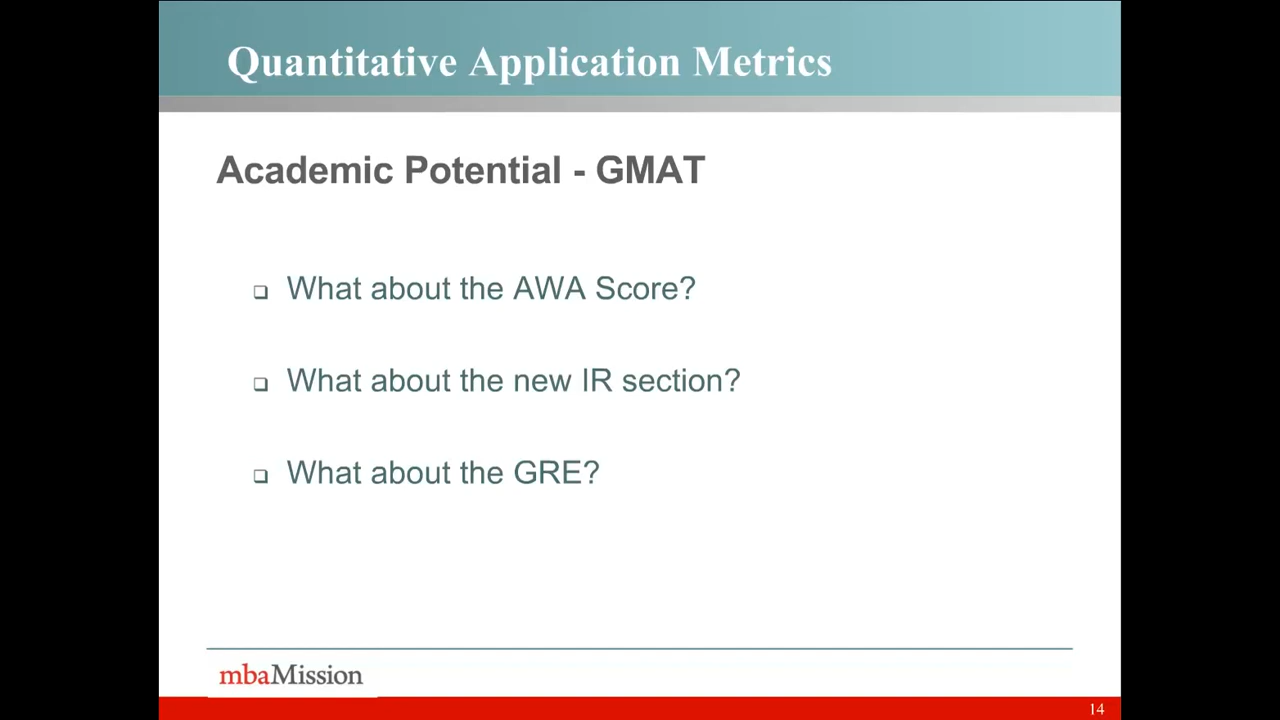 Quantitative Application Metrics
Academic Potential - GMAT
What about the AWA Score?
What about the new IR section?
What about the GRE?
mbaMission
14